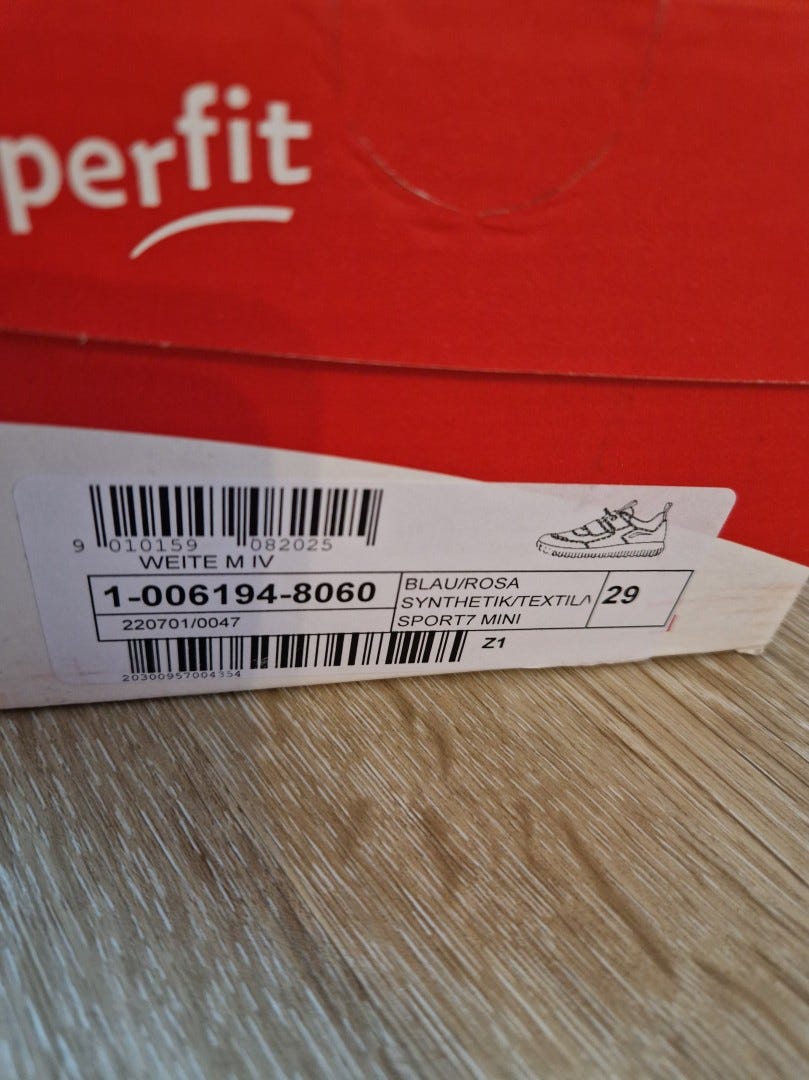 perfit
9 010159 082025
WEITE M IV
1-006194-8060
220701/0047
BLAU/ROSA
SYNTHETIK/TEXTIL/
SPORT7 MINI
29
Z1
20300957004354